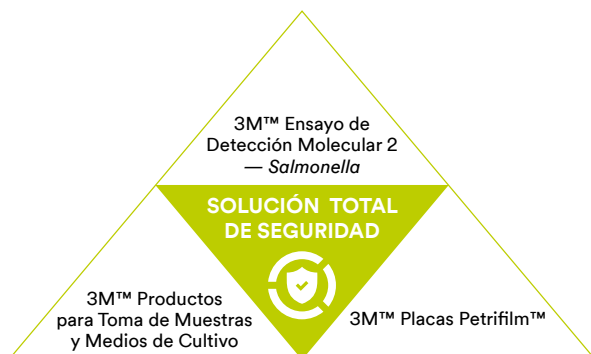 3M™ Ensayo de
Detección Molecular 2
— Salmonella
SOLUCIÓN TOTAL
DE SEGURIDAD
3M™ Productos
para Toma de Muestras
y Medios de Cultivo
3M™ Placas Petrifilm™